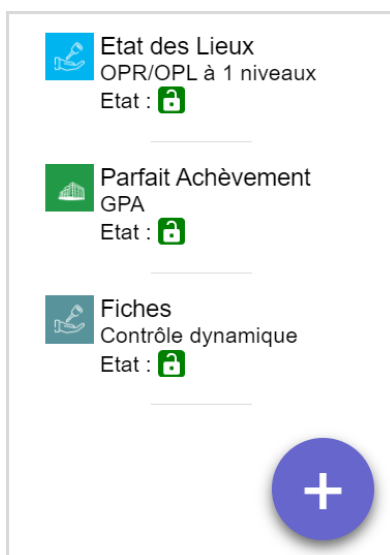 Etat des Lieux
OPR/OPL à 1 niveaux
Etat :
Parfait Achèvement
GPA
Etat :
Fiches
Contrôle dynamique
Etat :
+